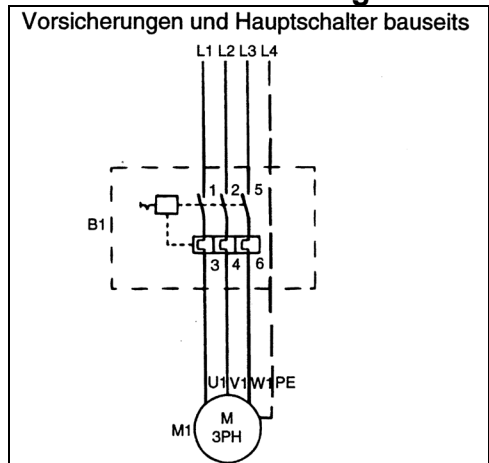 Vorsicherungen und Hauptschalter bauseits
L1 L2 L3 L4
1 2 5
B1
3 4 6
U1 V1 W1 PE
M1
M
3PH